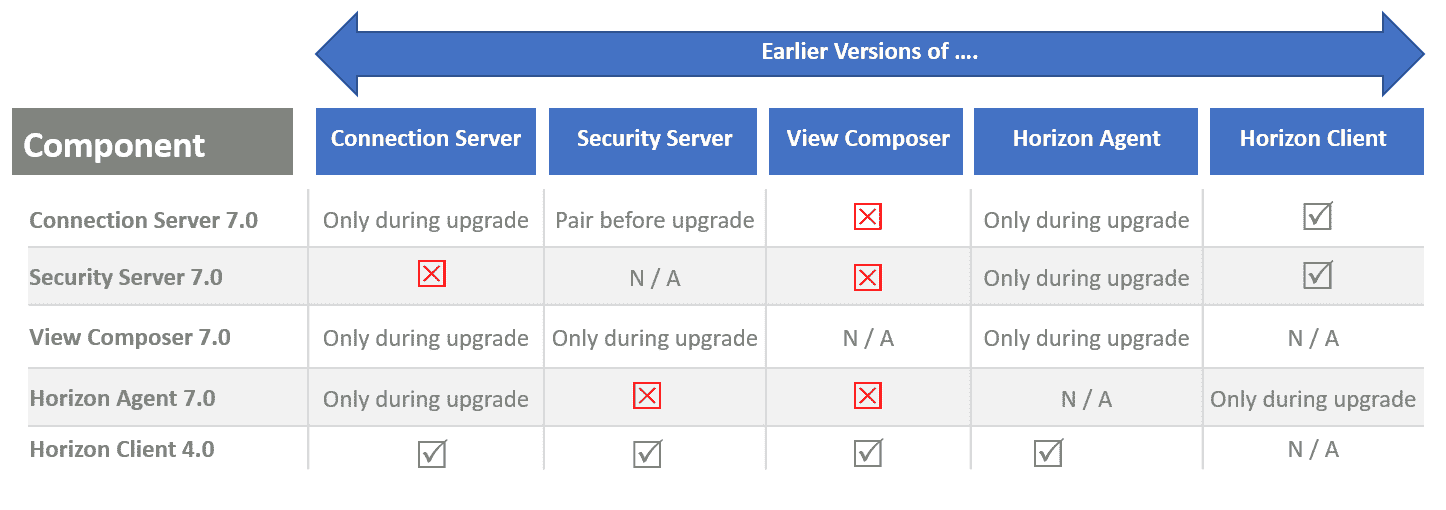 Earlier Versions of ....
Component Connection Server Security Server View Composer Horizon Agent Horizon Client
Connection Server 7.0 Only during upgrade Pair before upgrade ☒ Only during upgrade ☑
Security Server 7.0 ☒ N / A ☒ Only during upgrade ☑
View Composer 7.0 Only during upgrade Only during upgrade N / A Only during upgrade N / A
Horizon Agent 7.0 Only during upgrade ☒ ☒ N / A Only during upgrade
Horizon Client 4.0 ☑ ☑ ☑ ☑ N / A